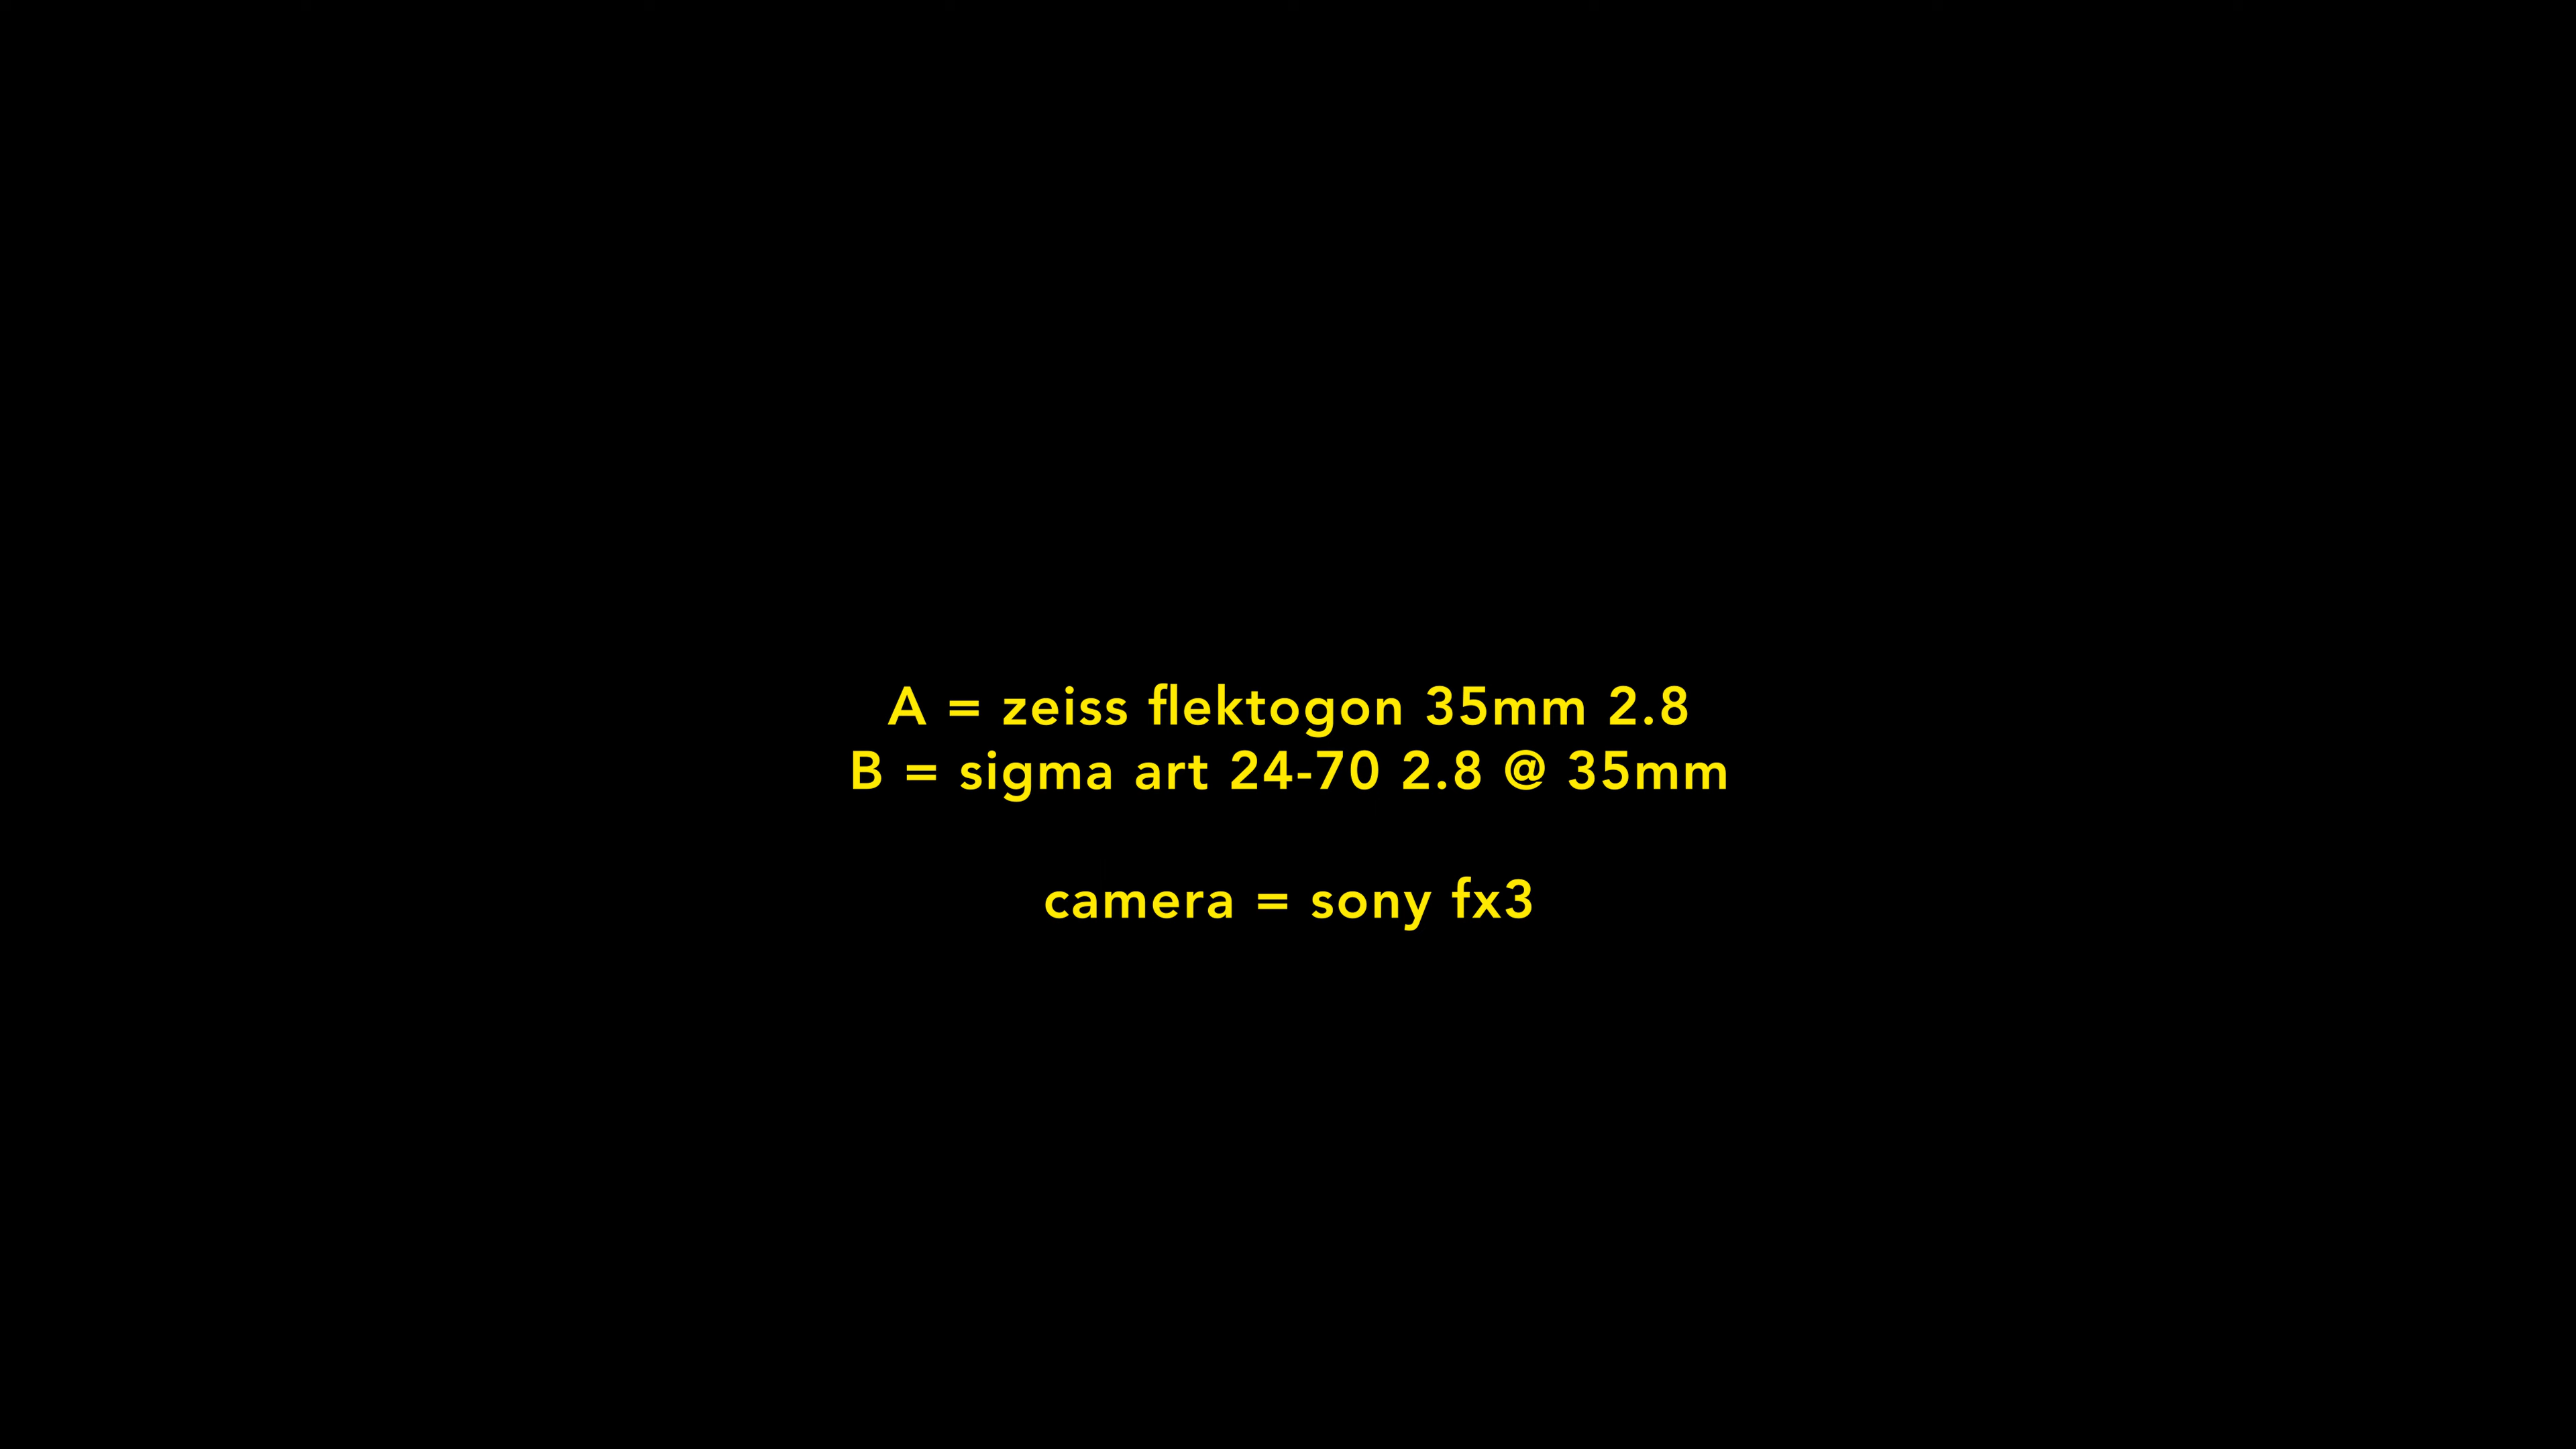 A = zeiss flektogon 35mm 2.8
B = sigma art 24-70 2.8 @ 35mm
camera = sony fx3